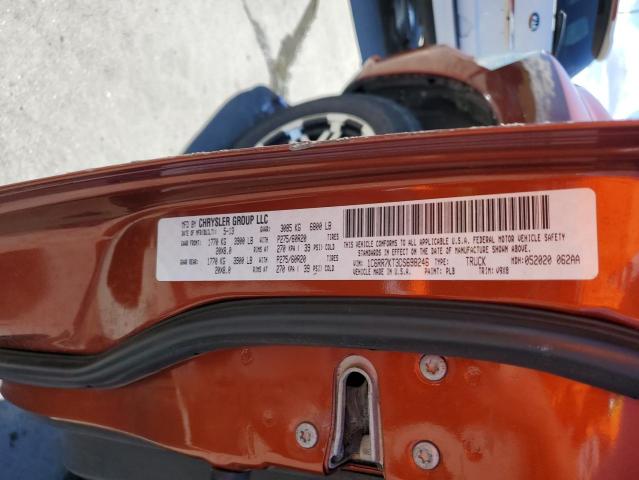 MFD BY CHRYSLER GROUP LLC
DATE OF MFR/BUILT: 5-13 GVWR: 3085 KG 6800 LB
GAWR FRONT: 1770 KG 3900 LB WITH P275/60R20 TIRES
20X8.0 RIMS AT 270 KPA/ 39 PSI COLD
GAWR REAR: 1770 KG 3900 LB WITH P275/60R20 TIRES
20X8.0 RIMS AT 270 KPA/ 39 PSI COLD
THIS VEHICLE CONFORMS TO ALL APPLICABLE U.S.A. FEDERAL MOTOR VEHICLE SAFETY
STANDARDS IN EFFECT ON THE DATE OF MANUFACTURE SHOWN ABOVE.
VIN: 1C6RR7KT3DS698246 TYPE: TRUCK MDH: 052020 062AA
VEHICLE MADE IN U.S.A. PAINT: PLB TRIM: V9X8